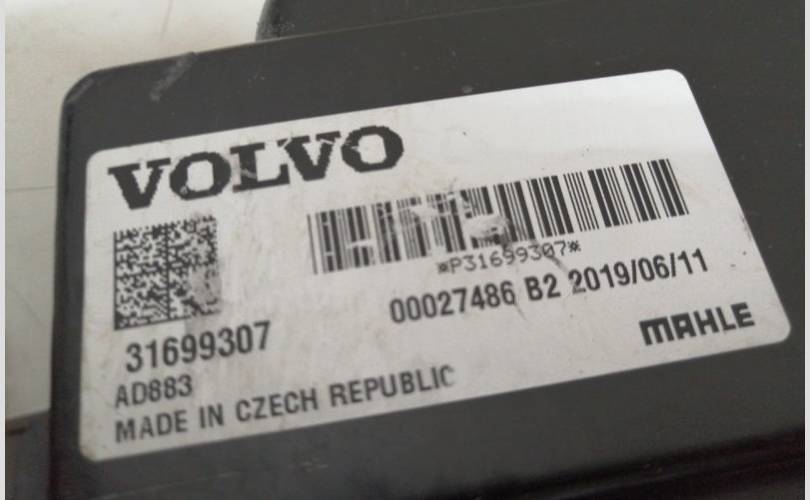 VOLVO
*P31699307*
00027486 B2 2019/06/11
31699307
MAHLE
AD883
MADE IN CZECH REPUBLIC